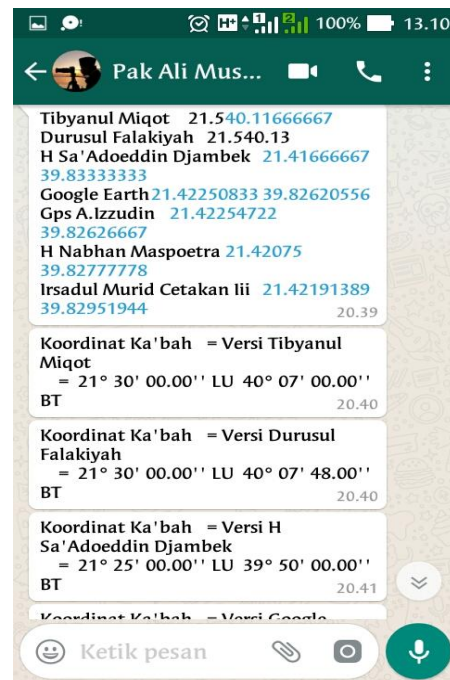 100% 13.10
Pak Ali Mus...
Tibyanul Miqot 21.540.11666667
Durusul Falakiyah 21.540.13
H Sa'Adoeddin Djambek 21.41666667
39.83333333
Google Earth 21.42250833 39.82620556
Gps A.Izzudin 21.42254722
39.82626667
H Nabhan Maspoetra 21.42075
39.82777778
Irsadul Murid Cetakan Iii 21.42191389
39.82951944
20.39
Koordinat Ka'bah = Versi Tibyanul
Miqot
= 21° 30' 00.00'' LU 40° 07' 00.00''
BT
20.40
Koordinat Ka'bah = Versi Durusul
Falakiyah
= 21° 30' 00.00'' LU 40° 07' 48.00''
BT
20.40
Koordinat Ka'bah = Versi H
Sa'Adoeddin Djambek
= 21° 25' 00.00'' LU 39° 50' 00.00''
BT
20.41
Koordinat Ka'bah = Versi Google
Ketik pesan